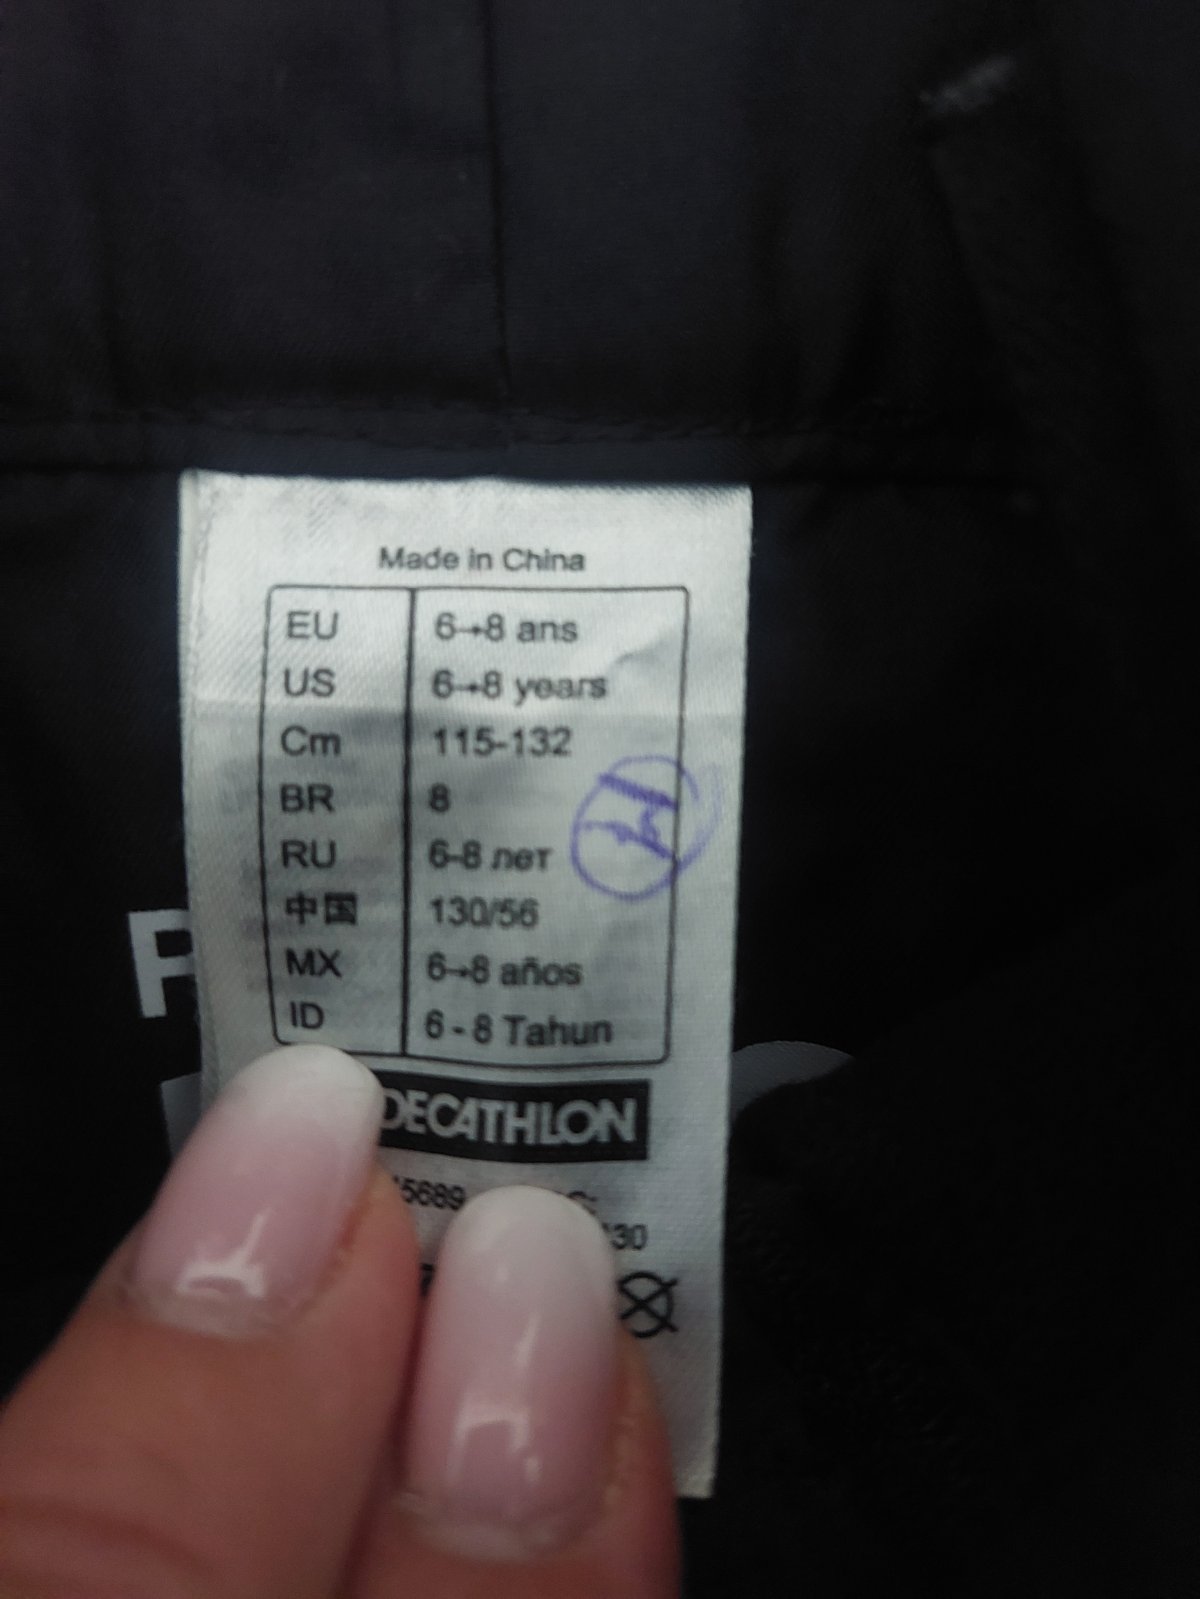 Made in China
EU 6→8 ans
US 6→8 years
Cm 115-132
BR 8
RU 6-8 лет
中国 130/56
MX 6→8 años
ID 6 - 8 Tahun
DECATHLON